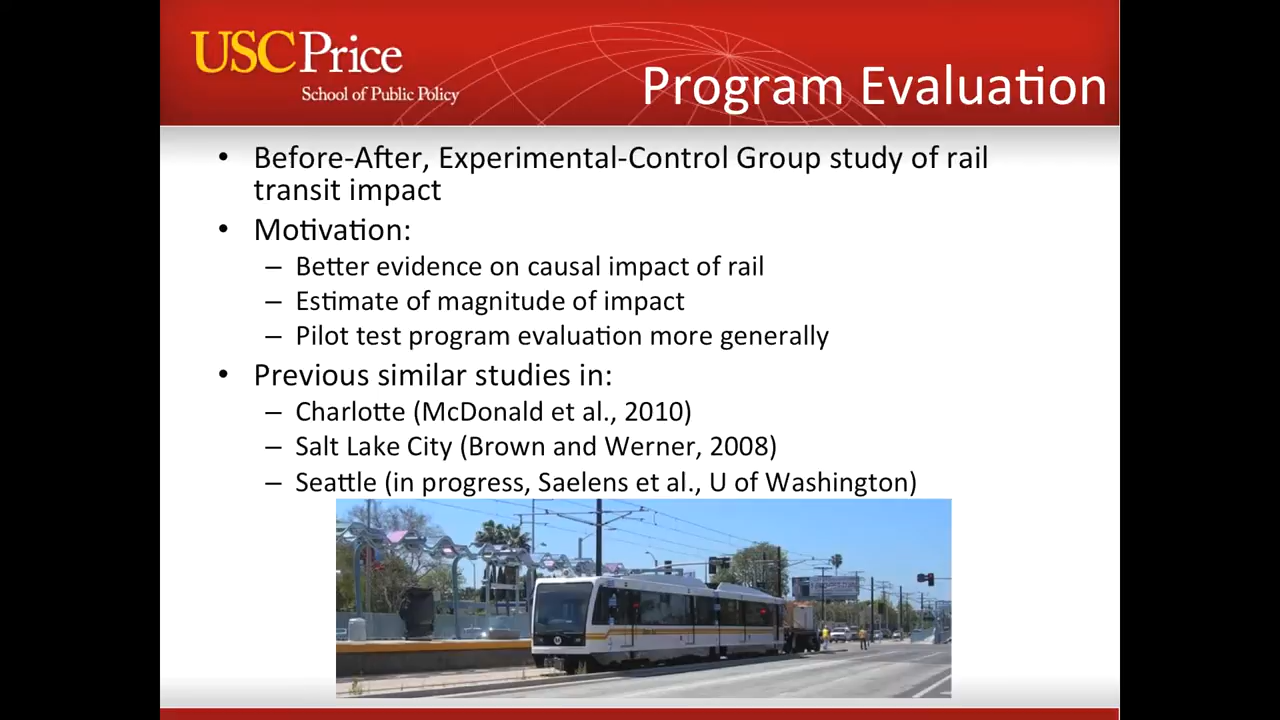 USC Price
School of Public Policy
Program Evaluation
• Before-After, Experimental-Control Group study of rail
transit impact
• Motivation:
– Better evidence on causal impact of rail
– Estimate of magnitude of impact
– Pilot test program evaluation more generally
• Previous similar studies in:
– Charlotte (McDonald et al., 2010)
– Salt Lake City (Brown and Werner, 2008)
– Seattle (in progress, Saelens et al., U of Washington)